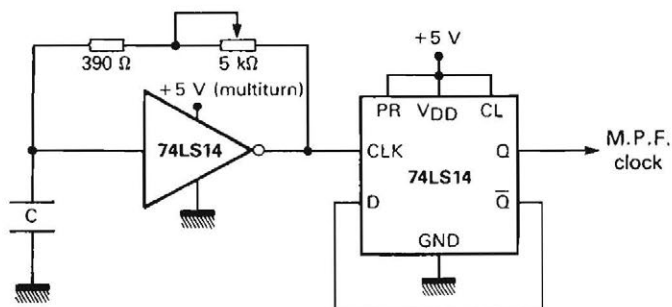 +5 V
390 Ω
5 kΩ
+5 V (multiturn)
PR
VDD
CL
74LS14
CLK
Q
M.P.F.
clock
74LS14
D
Q̅
C
GND